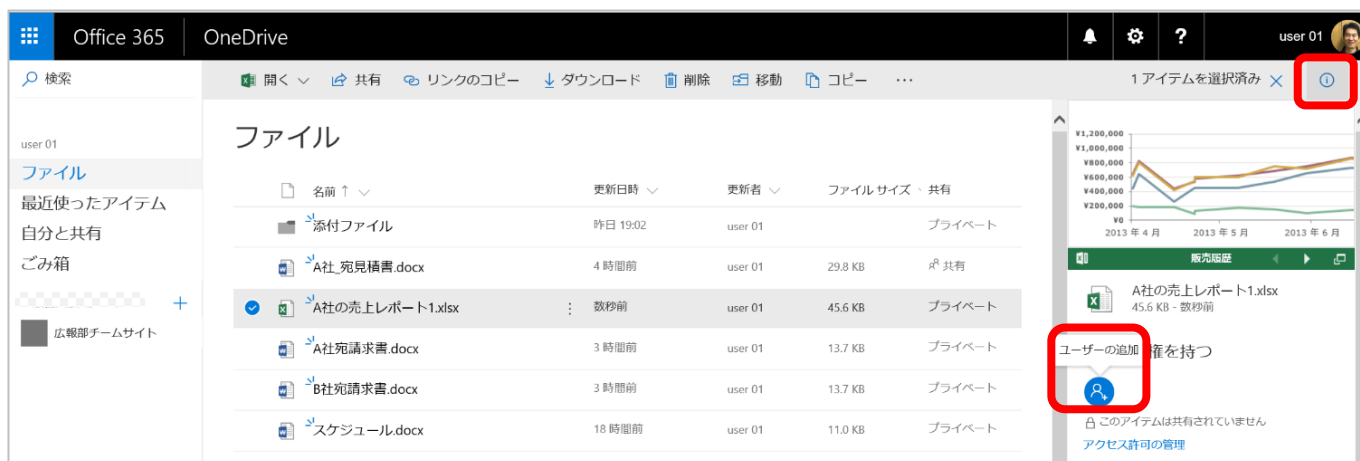 Office 365 OneDrive ? user 01
検索 開く 共有 リンクのコピー ダウンロード 削除 移動 コピー … 1 アイテムを選択済み
user 01
ファイル
最近使ったアイテム
自分と共有
ごみ箱
広報部チームサイト
ファイル
名前 ↑ 更新日時 更新者 ファイル サイズ 共有
添付ファイル 昨日 19:02 user 01 プライベート
A社_宛見積書.docx 4 時間前 user 01 29.8 KB 共有
A社の売上レポート1.xlsx 数秒前 user 01 45.6 KB プライベート
A社宛請求書.docx 3 時間前 user 01 13.7 KB プライベート
B社宛請求書.docx 3 時間前 user 01 13.7 KB プライベート
スケジュール.docx 18 時間前 user 01 11.0 KB プライベート
¥1,200,000
¥1,000,000
¥800,000
¥600,000
¥400,000
¥200,000
¥0
2013 年 4 月 2013 年 5 月 2013 年 6 月
販売履歴
A社の売上レポート1.xlsx
45.6 KB - 数秒前
ユーザーの追加 権を持つ
このアイテムは共有されていません
アクセス許可の管理